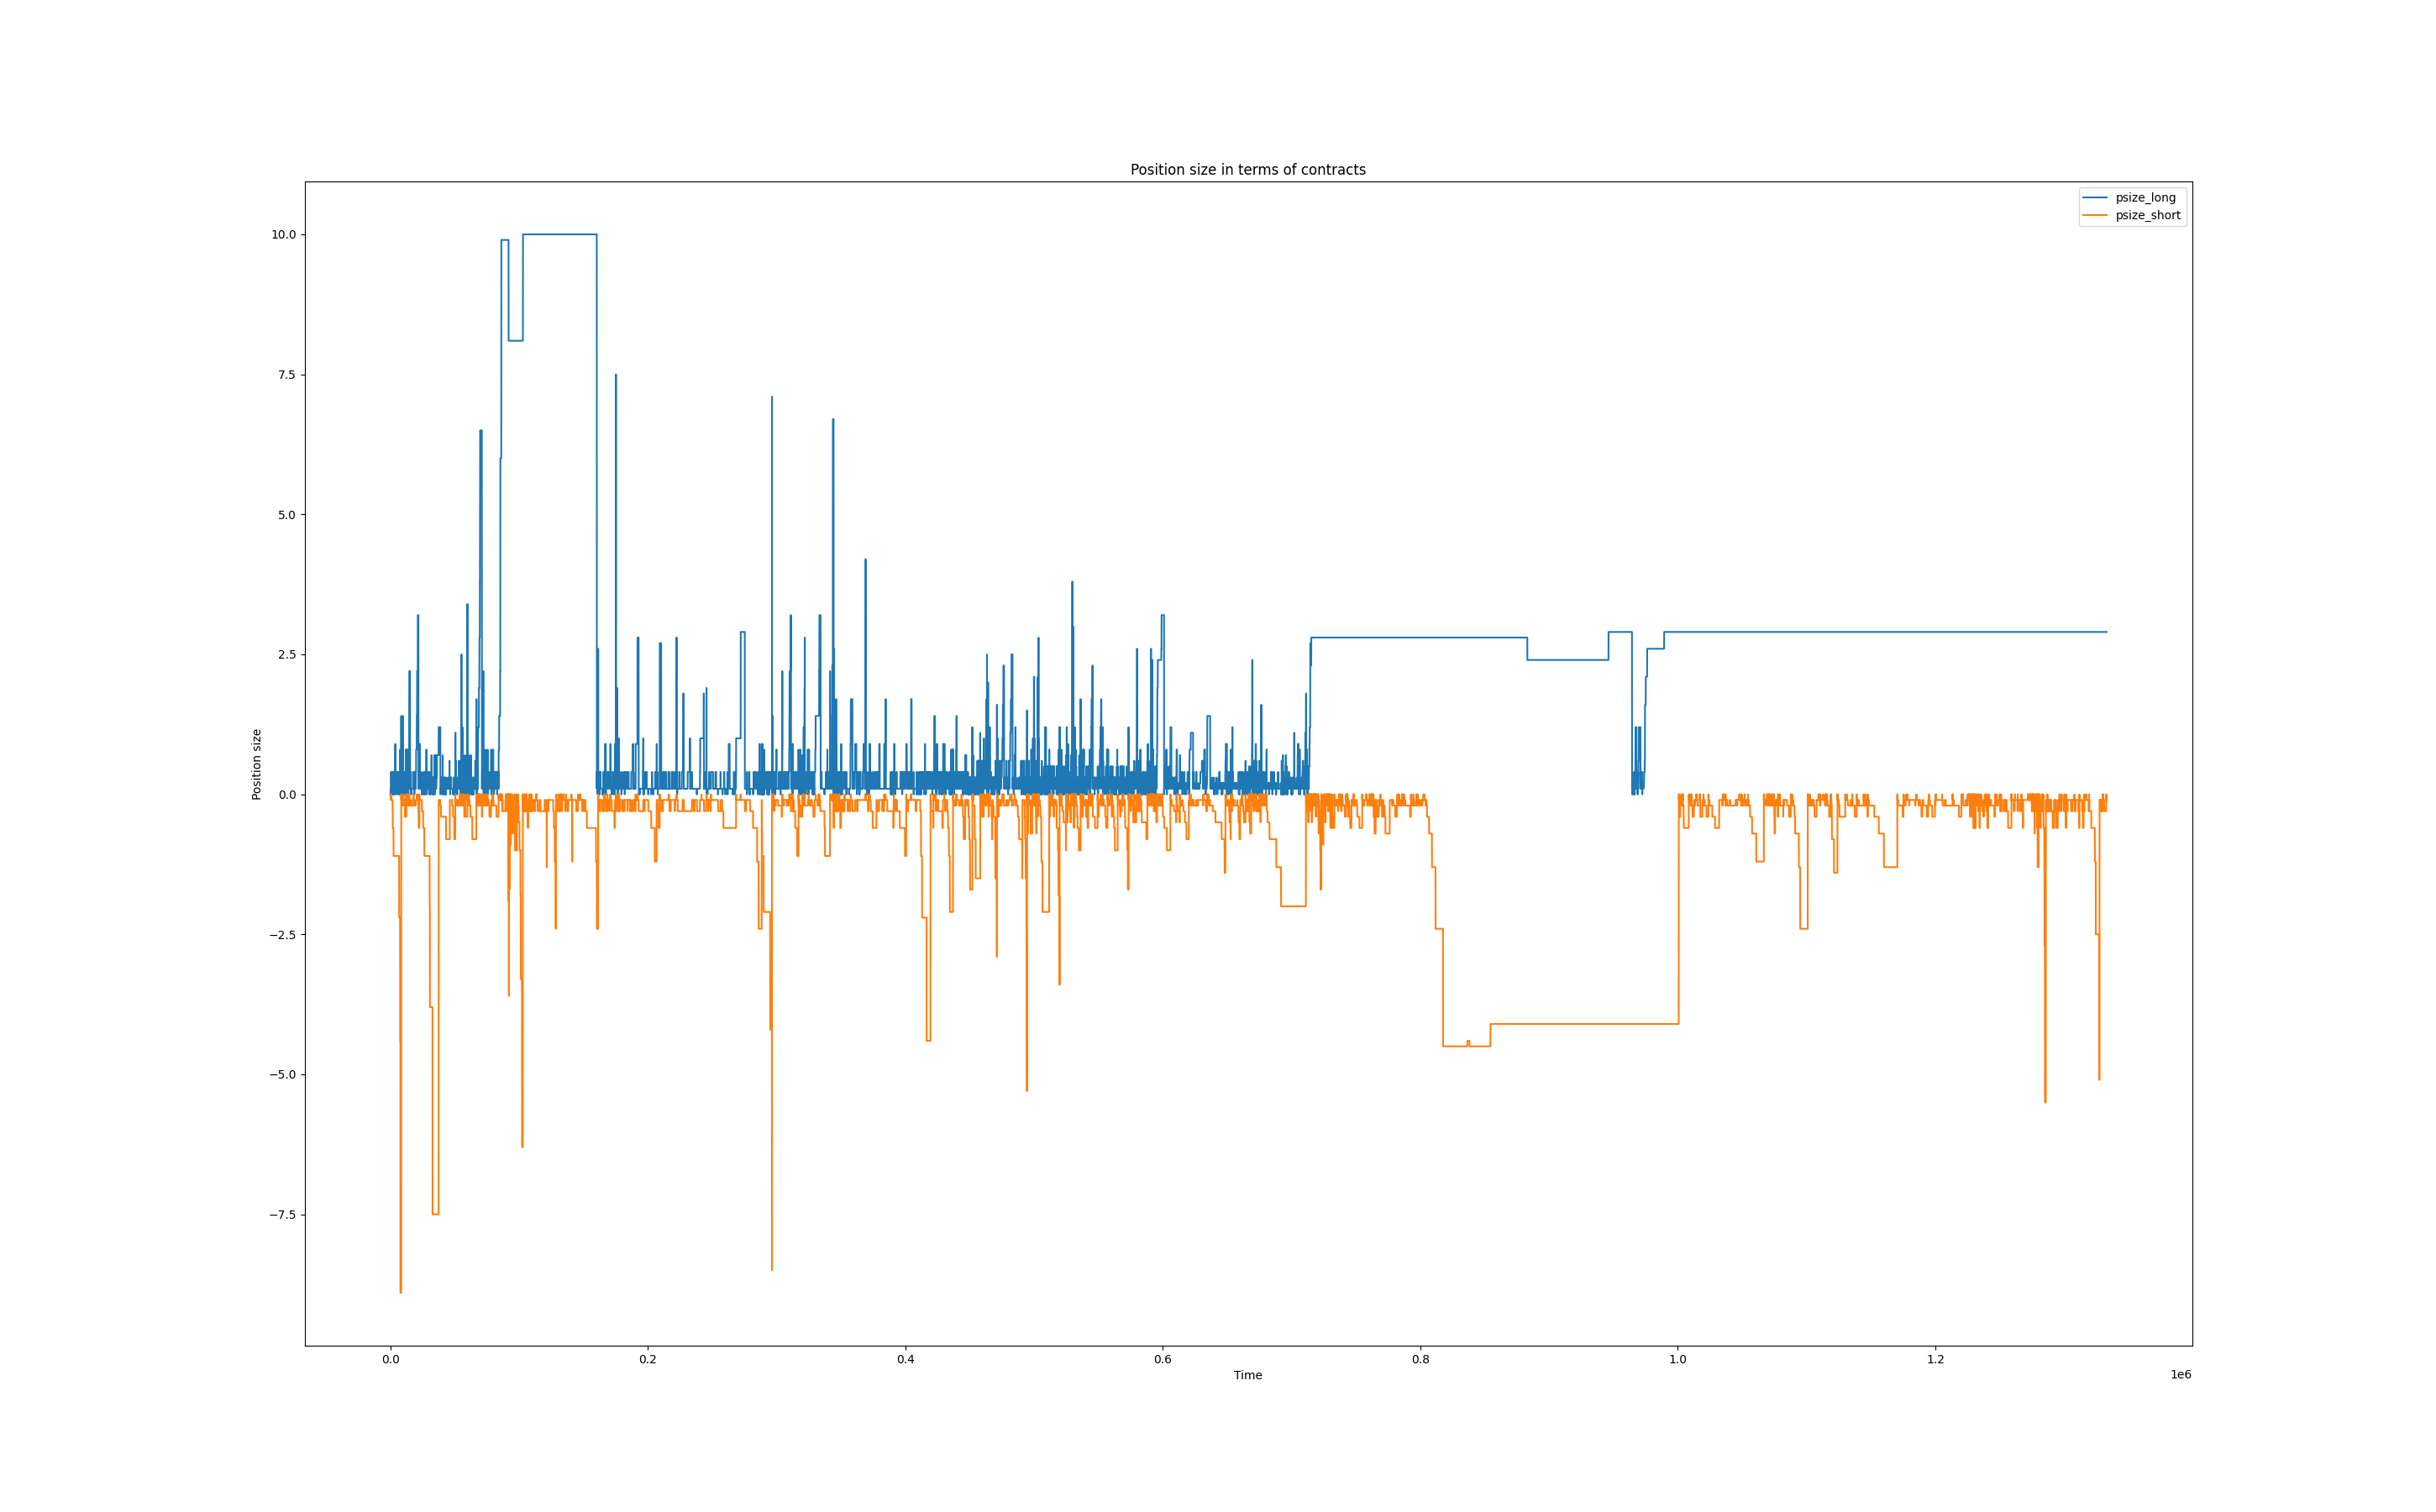 Position size in terms of contracts
psize_long
psize_short
10.0
7.5
5.0
2.5
0.0
−2.5
−5.0
−7.5
Position size
0.0 0.2 0.4 0.6 0.8 1.0 1.2
Time
1e6